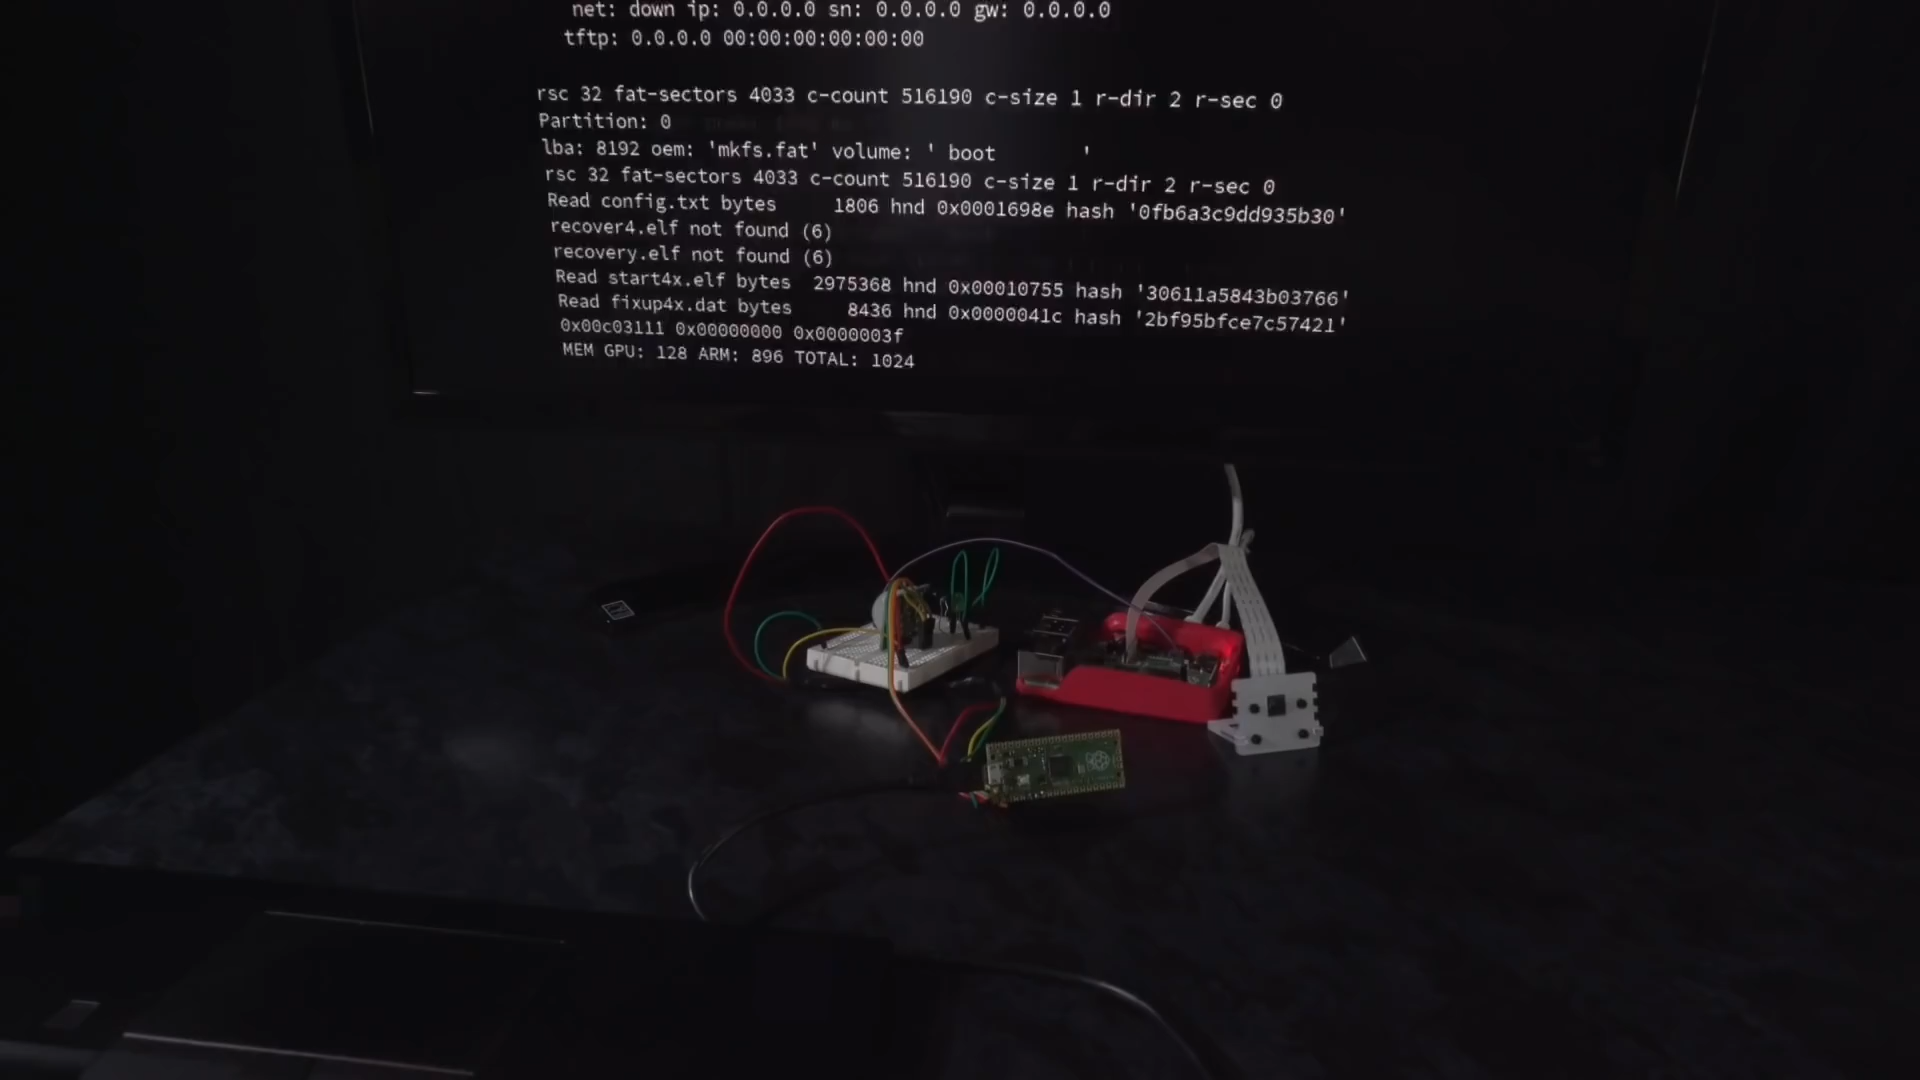 net: down ip: 0.0.0.0 sn: 0.0.0.0 gw: 0.0.0.0
tftp: 0.0.0.0 00:00:00:00:00:00
rsc 32 fat-sectors 4033 c-count 516190 c-size 1 r-dir 2 r-sec 0
Partition: 0
lba: 8192 oem: 'mkfs.fat' volume: ' boot       '
rsc 32 fat-sectors 4033 c-count 516190 c-size 1 r-dir 2 r-sec 0
Read config.txt bytes     1806 hnd 0x0001698e hash '0fb6a3c9dd935b30'
recover4.elf not found (6)
recovery.elf not found (6)
Read start4x.elf bytes  2975368 hnd 0x00010755 hash '30611a5843b03766'
Read fixup4x.dat bytes     8436 hnd 0x0000041c hash '2bf95bfce7c57421'
0x00c03111 0x00000000 0x0000003f
MEM GPU: 128 ARM: 896 TOTAL: 1024